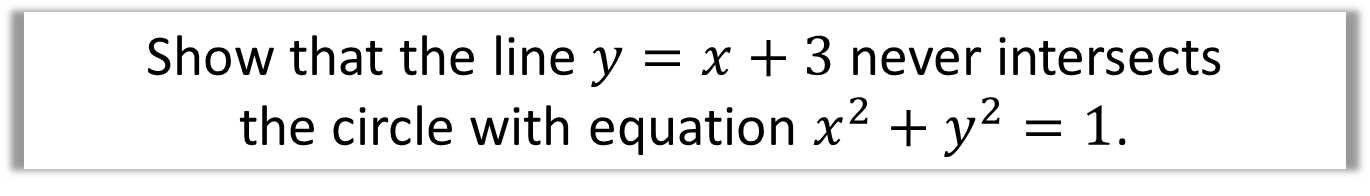 Show that the line 𝑦 = 𝑥 + 3 never intersects
the circle with equation 𝑥² + 𝑦² = 1.